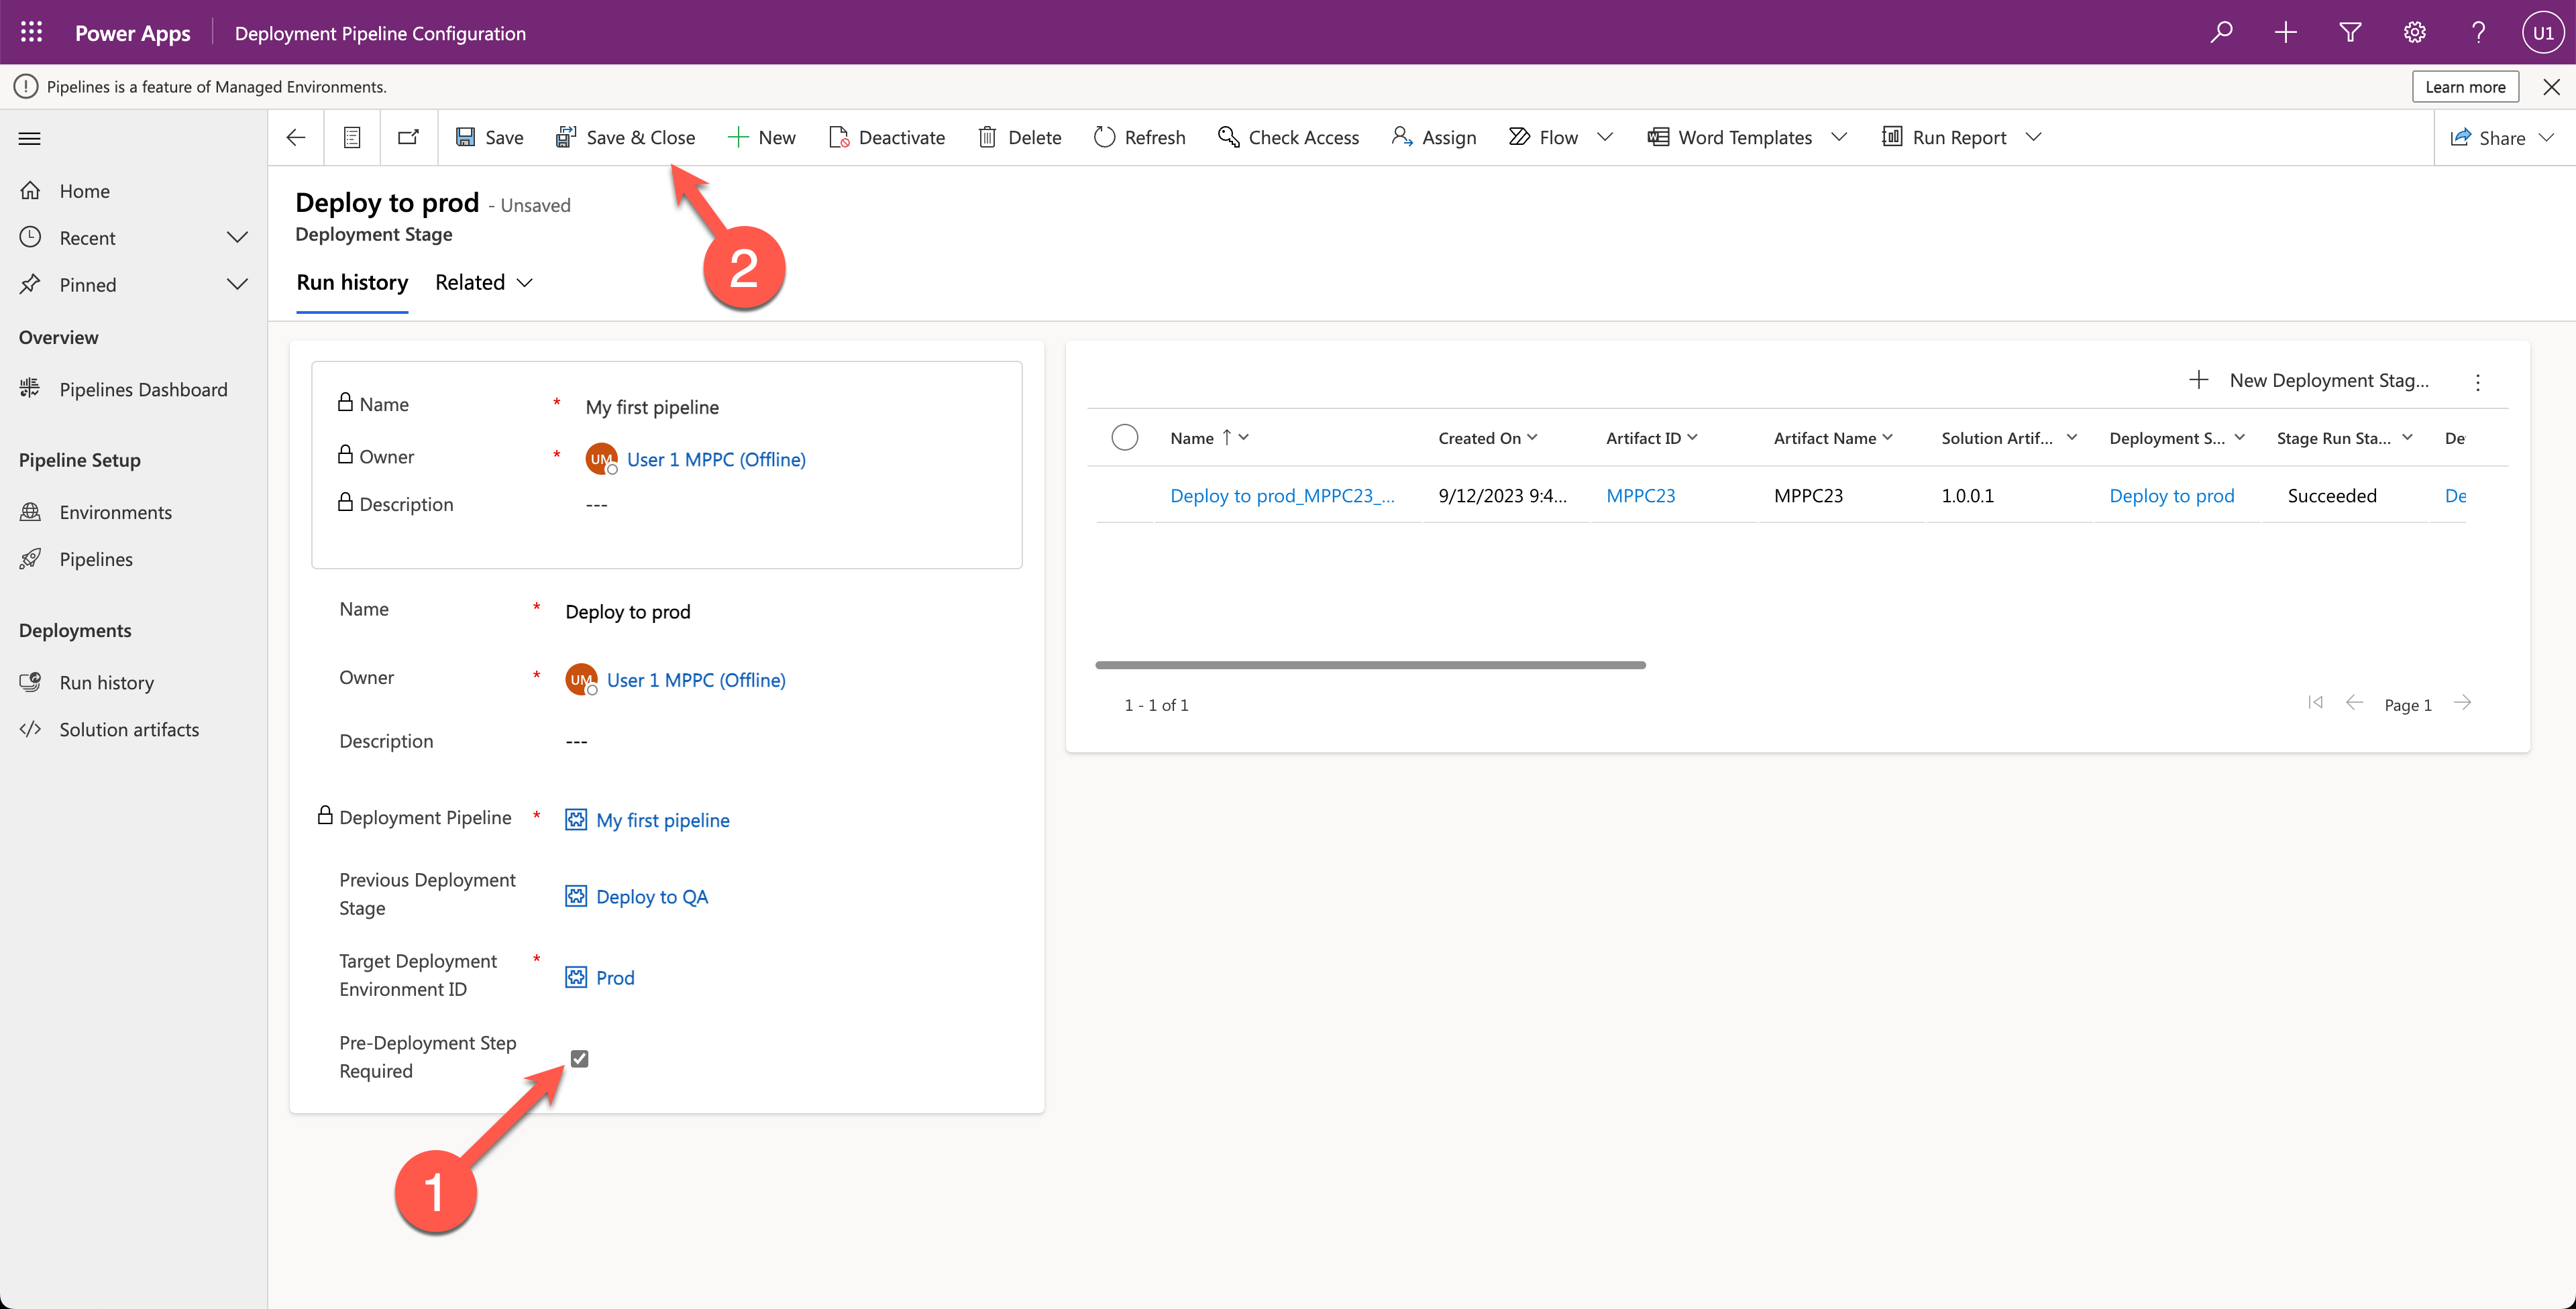 Power Apps
Deployment Pipeline Configuration
U1
Pipelines is a feature of Managed Environments.
Learn more
Save
Save & Close
New
Deactivate
Delete
Refresh
Check Access
Assign
Flow
Word Templates
Run Report
Share
Home
Recent
Pinned
Overview
Pipelines Dashboard
Pipeline Setup
Environments
Pipelines
Deployments
Run history
Solution artifacts
Deploy to prod - Unsaved
Deployment Stage
Run history
Related
2
Name * My first pipeline
Owner * UM User 1 MPPC (Offline)
Description ---
Name * Deploy to prod
Owner * UM User 1 MPPC (Offline)
Description ---
Deployment Pipeline * My first pipeline
Previous Deployment
Stage
Deploy to QA
Target Deployment *
Environment ID
Prod
Pre-Deployment Step
Required
1
New Deployment Stag...
Name Created On Artifact ID Artifact Name Solution Artif... Deployment S... Stage Run Sta... De
Deploy to prod_MPPC23_... 9/12/2023 9:4... MPPC23 MPPC23 1.0.0.1 Deploy to prod Succeeded De
1 - 1 of 1
Page 1